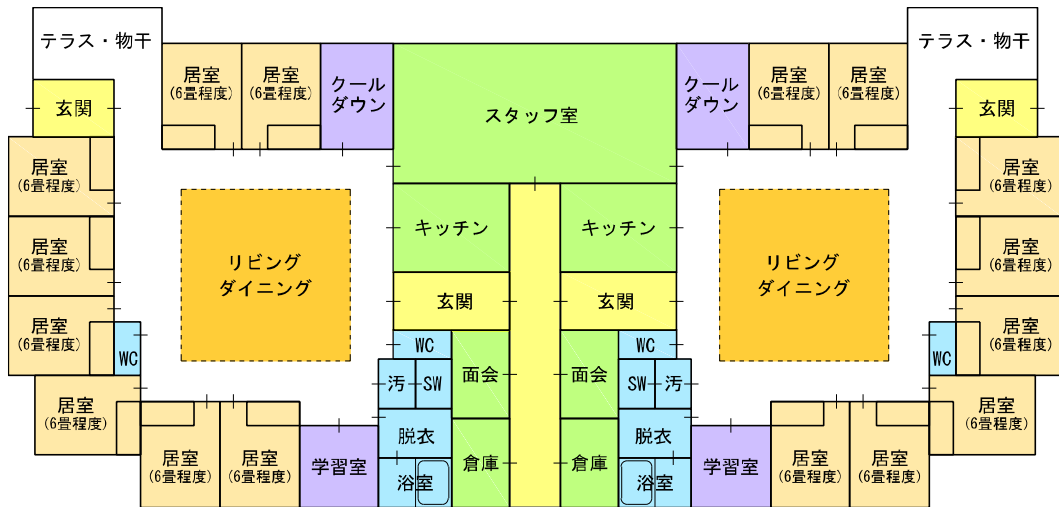 テラス・物干
テラス・物干
居室
(6畳程度)
居室
(6畳程度)
クール
ダウン
スタッフ室
クール
ダウン
居室
(6畳程度)
居室
(6畳程度)
玄関
玄関
居室
(6畳程度)
居室
(6畳程度)
キッチン
キッチン
居室
(6畳程度)
リビング
ダイニング
リビング
ダイニング
居室
(6畳程度)
玄関
玄関
居室
(6畳程度)
WC
WC
WC
WC
居室
(6畳程度)
汚
SW
面会
面会
SW
汚
居室
(6畳程度)
居室
(6畳程度)
脱衣
脱衣
居室
(6畳程度)
居室
(6畳程度)
学習室
倉庫
倉庫
学習室
居室
(6畳程度)
居室
(6畳程度)
浴室
浴室